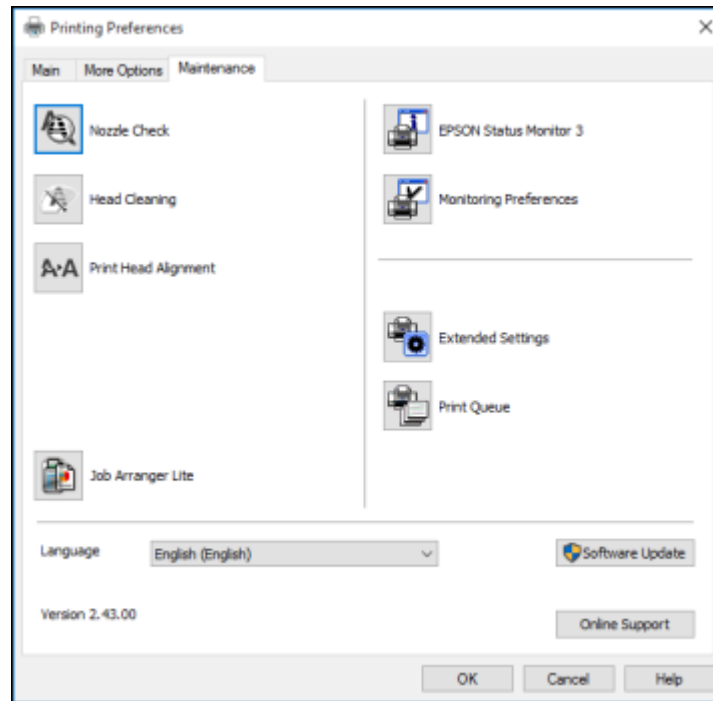 Printing Preferences
Main
More Options
Maintenance
Nozzle Check
Head Cleaning
A▸A Print Head Alignment
Job Arranger Lite
EPSON Status Monitor 3
Monitoring Preferences
Extended Settings
Print Queue
Language
English (English)
Software Update
Version 2.43.00
Online Support
OK
Cancel
Help